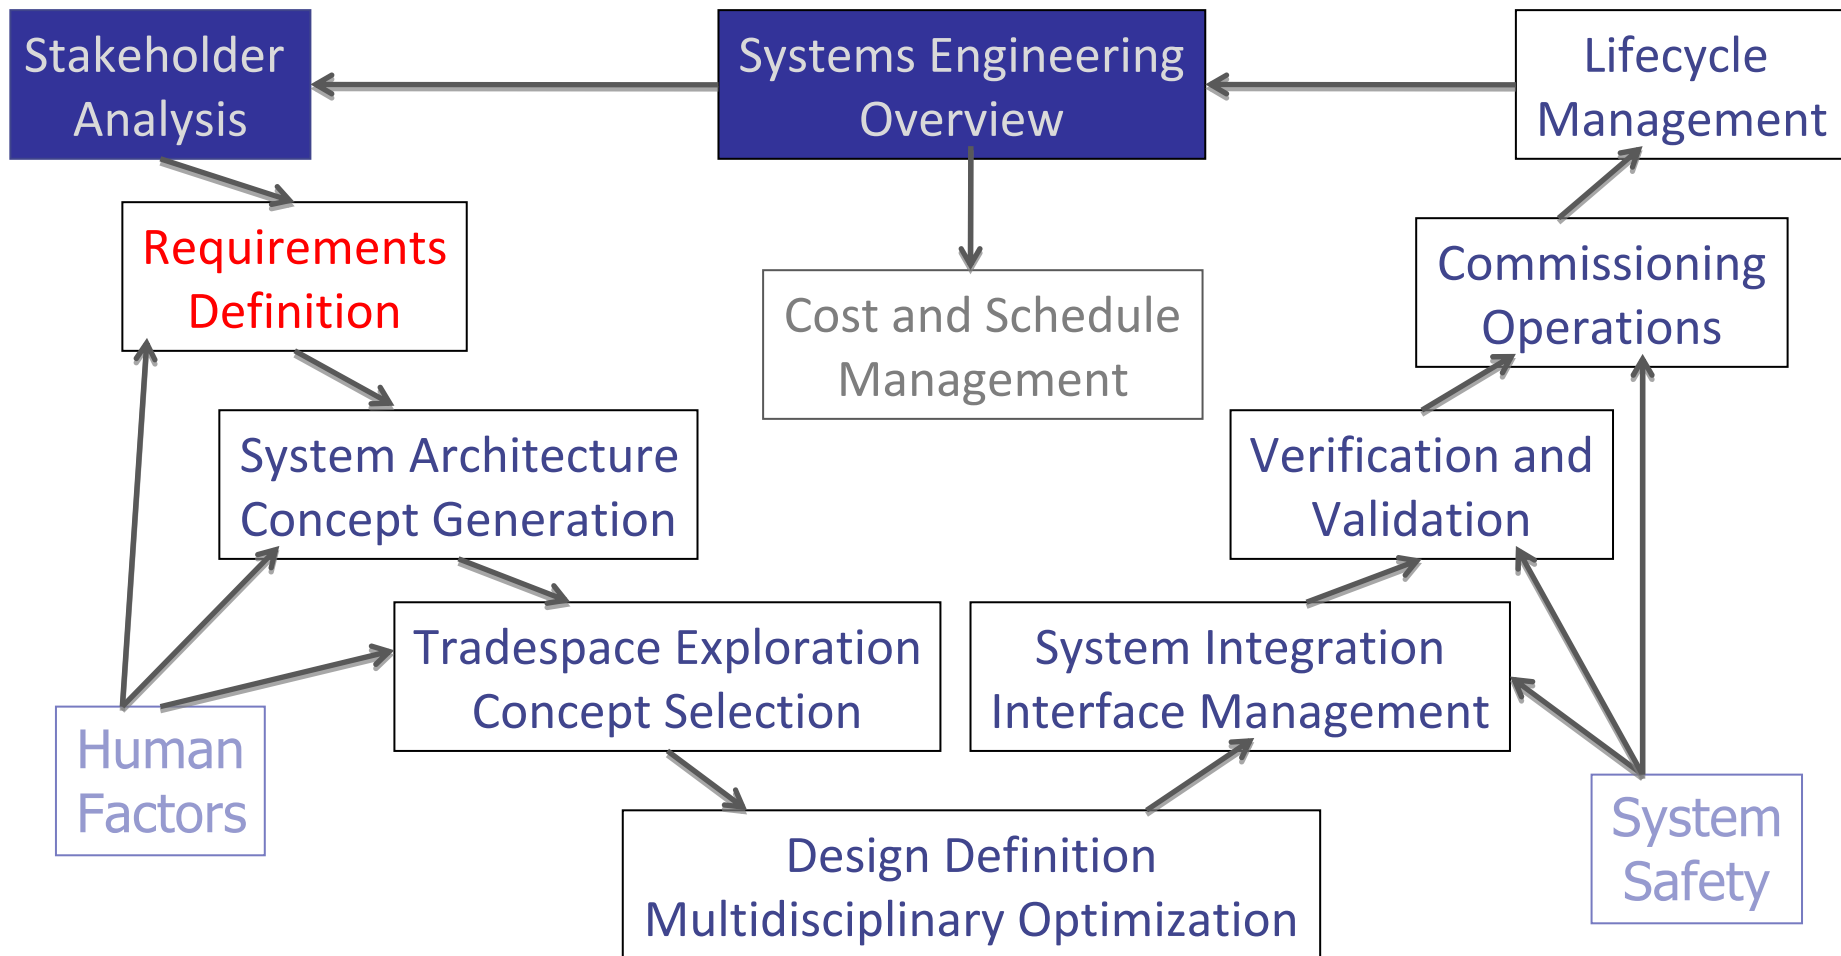 Stakeholder
Analysis
Systems Engineering
Overview
Lifecycle
Management
Requirements
Definition
Cost and Schedule
Management
Commissioning
Operations
System Architecture
Concept Generation
Verification and
Validation
Tradespace Exploration
Concept Selection
System Integration
Interface Management
Human
Factors
System
Safety
Design Definition
Multidisciplinary Optimization